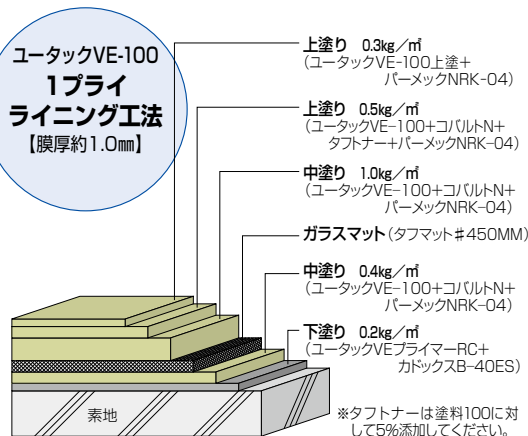 ユータックVE-100
1プライ
ライニング工法
【膜厚約1.0㎜】
上塗り 0.3kg／㎡
（ユータックVE-100上塗＋
パーメックNRK-04）
上塗り 0.5kg／㎡
（ユータックVE-100＋コバルトN＋
タフトナー＋パーメックNRK-04）
中塗り 1.0kg／㎡
（ユータックVE-100＋コバルトN＋
パーメックNRK-04）
ガラスマット（タフマット＃450MM）
中塗り 0.4kg／㎡
（ユータックVE-100＋コバルトN＋
パーメックNRK-04）
下塗り 0.2kg／㎡
（ユータックVEプライマーRC＋
カドックスB-40ES）
素地
※タフトナーは塗料100に対
して5%添加してください。